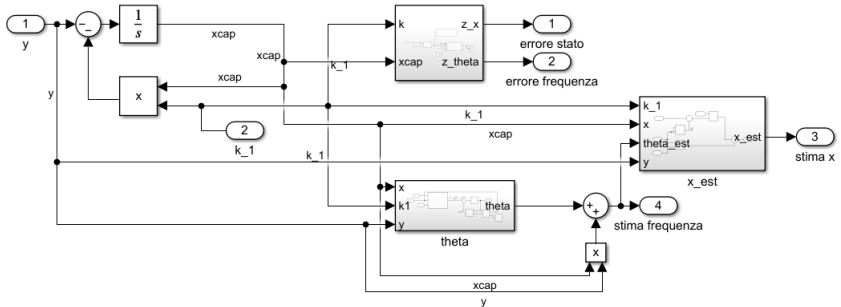 1
y
1
s
xcap
xcap
xcap
x
y
k_1
2
k_1
k_1
k
xcap
z_x
z_theta
1
errore stato
2
errore frequenza
k_1
xcap
k_1
x
theta_est
y
x_est
x_est
3
stima x
x
k1
y
theta
theta
+
+
4
stima frequenza
x
xcap
y